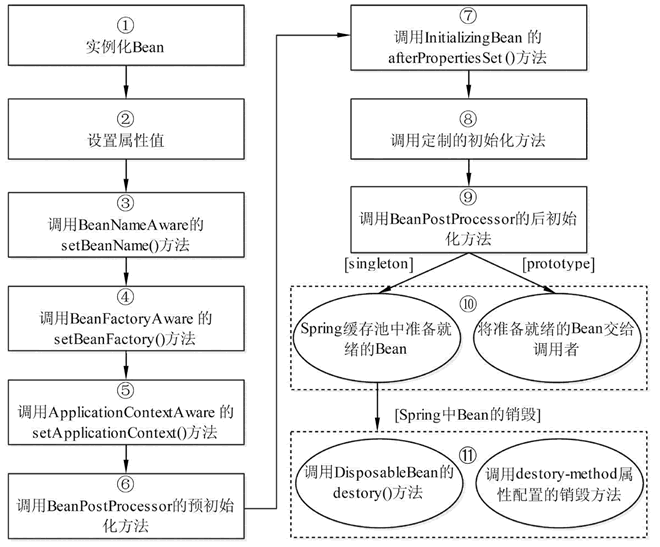 ①
实例化Bean
②
设置属性值
③
调用BeanNameAware的
setBeanName()方法
④
调用BeanFactoryAware 的
setBeanFactory()方法
⑤
调用ApplicationContextAware 的
setApplicationContext()方法
⑥
调用BeanPostProcessor的预初始
化方法
⑦
调用InitializingBean 的
afterPropertiesSet ()方法
⑧
调用定制的初始化方法
⑨
调用BeanPostProcessor的后初始
化方法
[singleton]
[prototype]
⑩
Spring缓存池中准备就
绪的Bean
将准备就绪的Bean交给
调用者
[Spring中Bean的销毁]
⑪
调用DisposableBean的
destory()方法
调用destory-method属
性配置的销毁方法